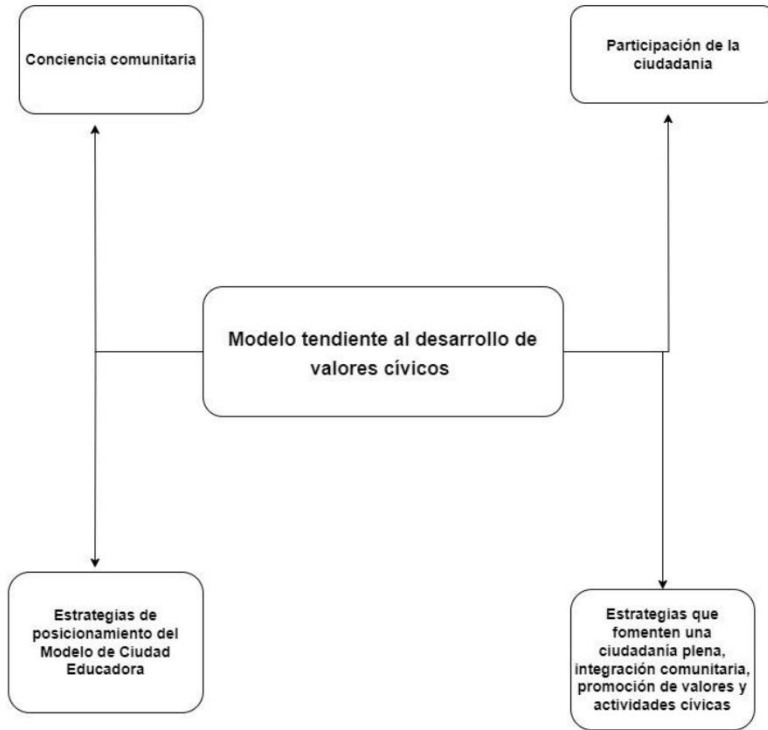 Conciencia comunitaria
Participación de la
ciudadania
Modelo tendiente al desarrollo de
valores cívicos
Estrategias de
posicionamiento del
Modelo de Ciudad
Educadora
Estrategias que
fomenten una
ciudadanía plena,
integración comunitaria,
promoción de valores y
actividades cívicas